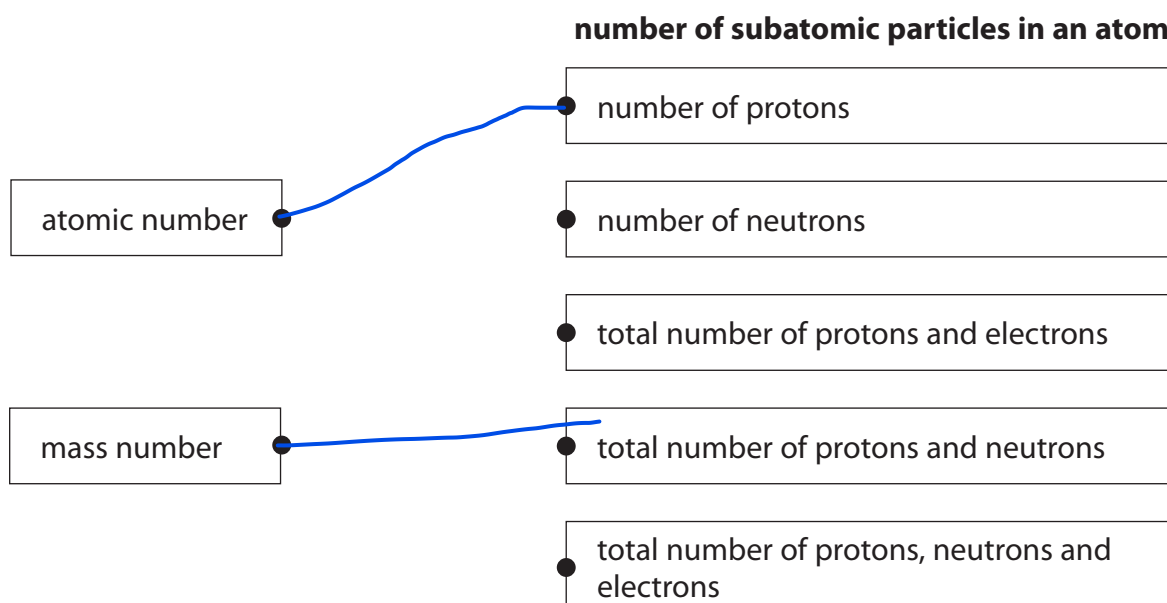 number of subatomic particles in an atom
number of protons
atomic number
number of neutrons
total number of protons and electrons
mass number
total number of protons and neutrons
total number of protons, neutrons and
electrons